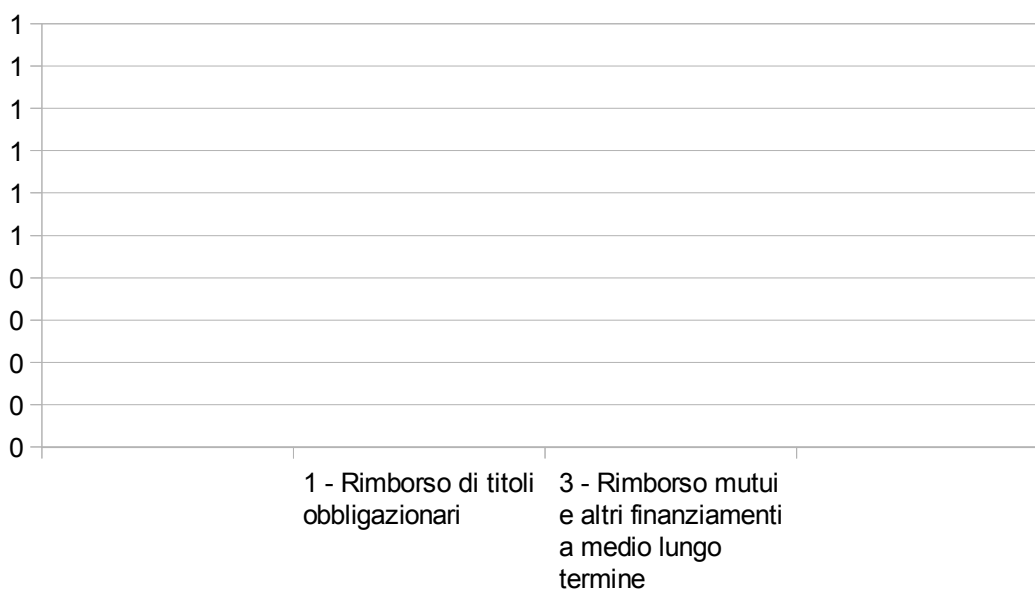 1
1
1
1
1
1
0
0
0
0
0
1 - Rimborso di titoli
obbligazionari
3 - Rimborso mutui
e altri finanziamenti
a medio lungo
termine